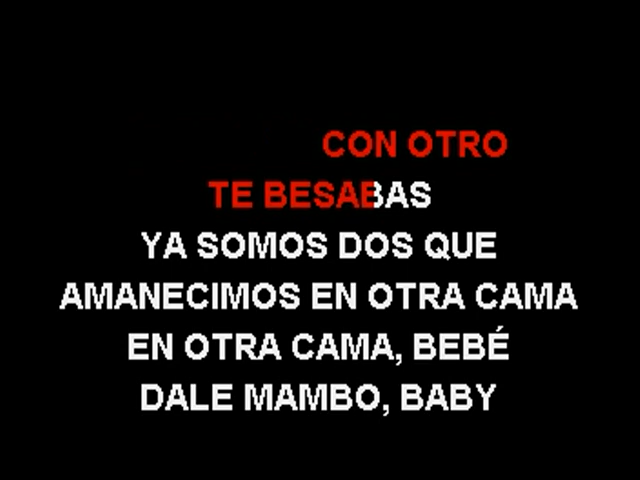 CON OTRO
TE BESABAS
YA SOMOS DOS QUE
AMANECIMOS EN OTRA CAMA
EN OTRA CAMA, BEBÉ
DALE MAMBO, BABY